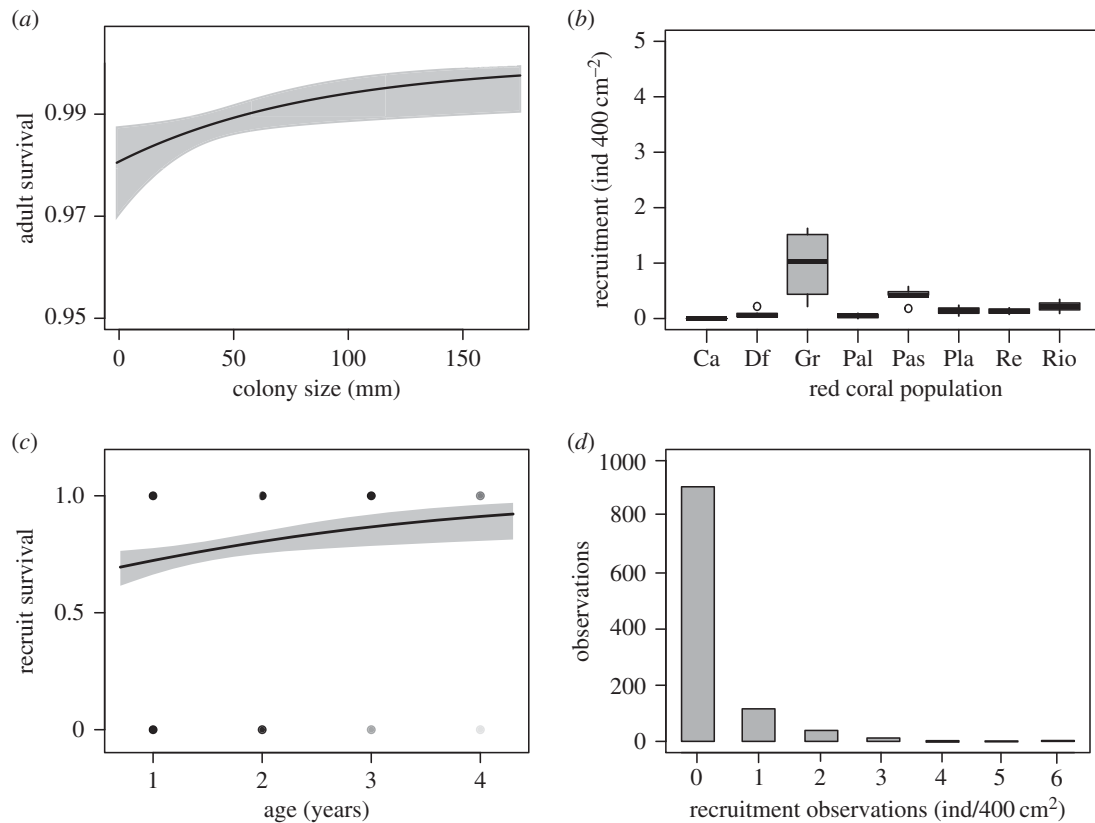 (a)
adult survival
0.99
0.97
0.95
0 50 100 150
colony size (mm)
(b)
recruitment (ind 400 cm−2)
5
4
3
2
1
0
Ca Df Gr Pal Pas Pla Re Rio
red coral population
(c)
recruit survival
1.0
0.5
0
1 2 3 4
age (years)
(d)
observations
1000
800
600
400
200
0
0 1 2 3 4 5 6
recruitment observations (ind/400 cm2)